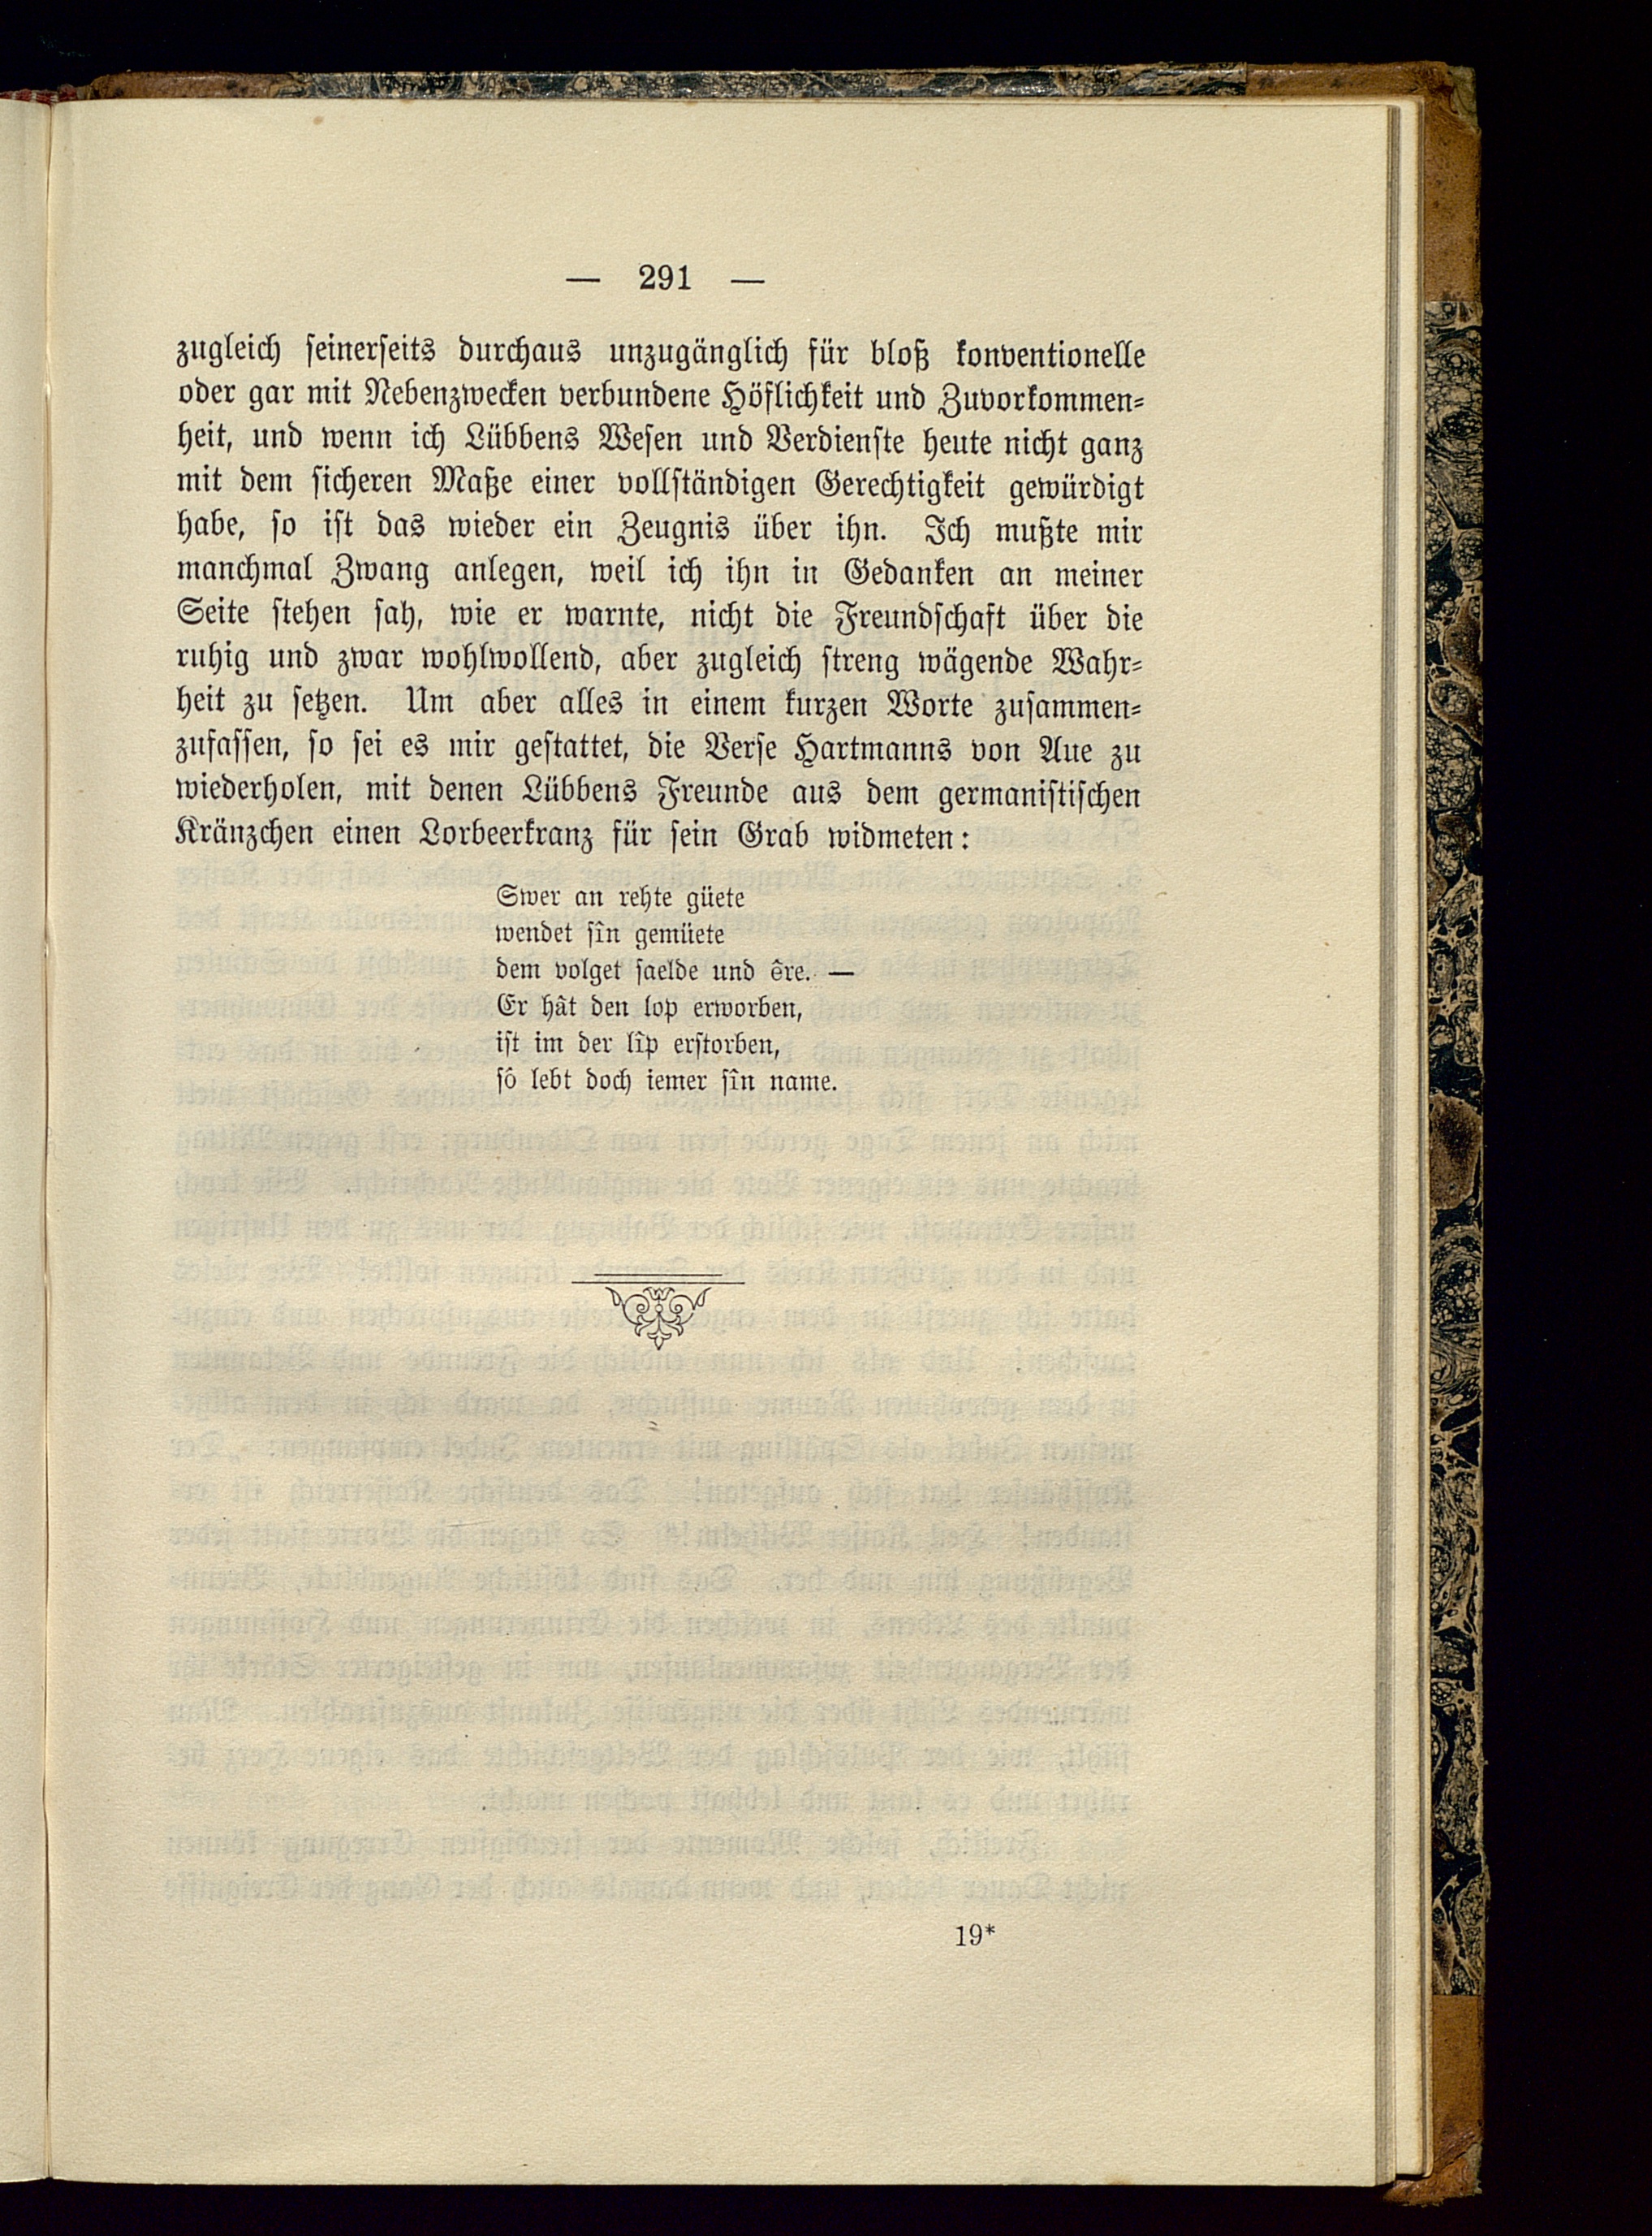 — 291 —
zugleich seinerseits durchaus unzugänglich für bloß konventionelle
oder gar mit Nebenzwecken verbundene Höflichkeit und Zuvorkommen-
heit, und wenn ich Lübbens Wesen und Verdienste heute nicht ganz
mit dem sicheren Maße einer vollständigen Gerechtigkeit gewürdigt
habe, so ist das wieder ein Zeugnis über ihn. Ich mußte mir
manchmal Zwang anlegen, weil ich ihn in Gedanken an meiner
Seite stehen sah, wie er warnte, nicht die Freundschaft über die
ruhig und zwar wohlwollend, aber zugleich streng wägende Wahr-
heit zu setzen. Um aber alles in einem kurzen Worte zusammen-
zufassen, so sei es mir gestattet, die Verse Hartmanns von Aue zu
wiederholen, mit denen Lübbens Freunde aus dem germanistischen
Kränzchen einen Lorbeerkranz für sein Grab widmeten:
Swer an rehte güete
wendet sîn gemüete
dem volget saelde und êre. —
Er hât den lop erworben,
ist im der lîp erstorben,
sô lebt doch iemer sîn name.
19*